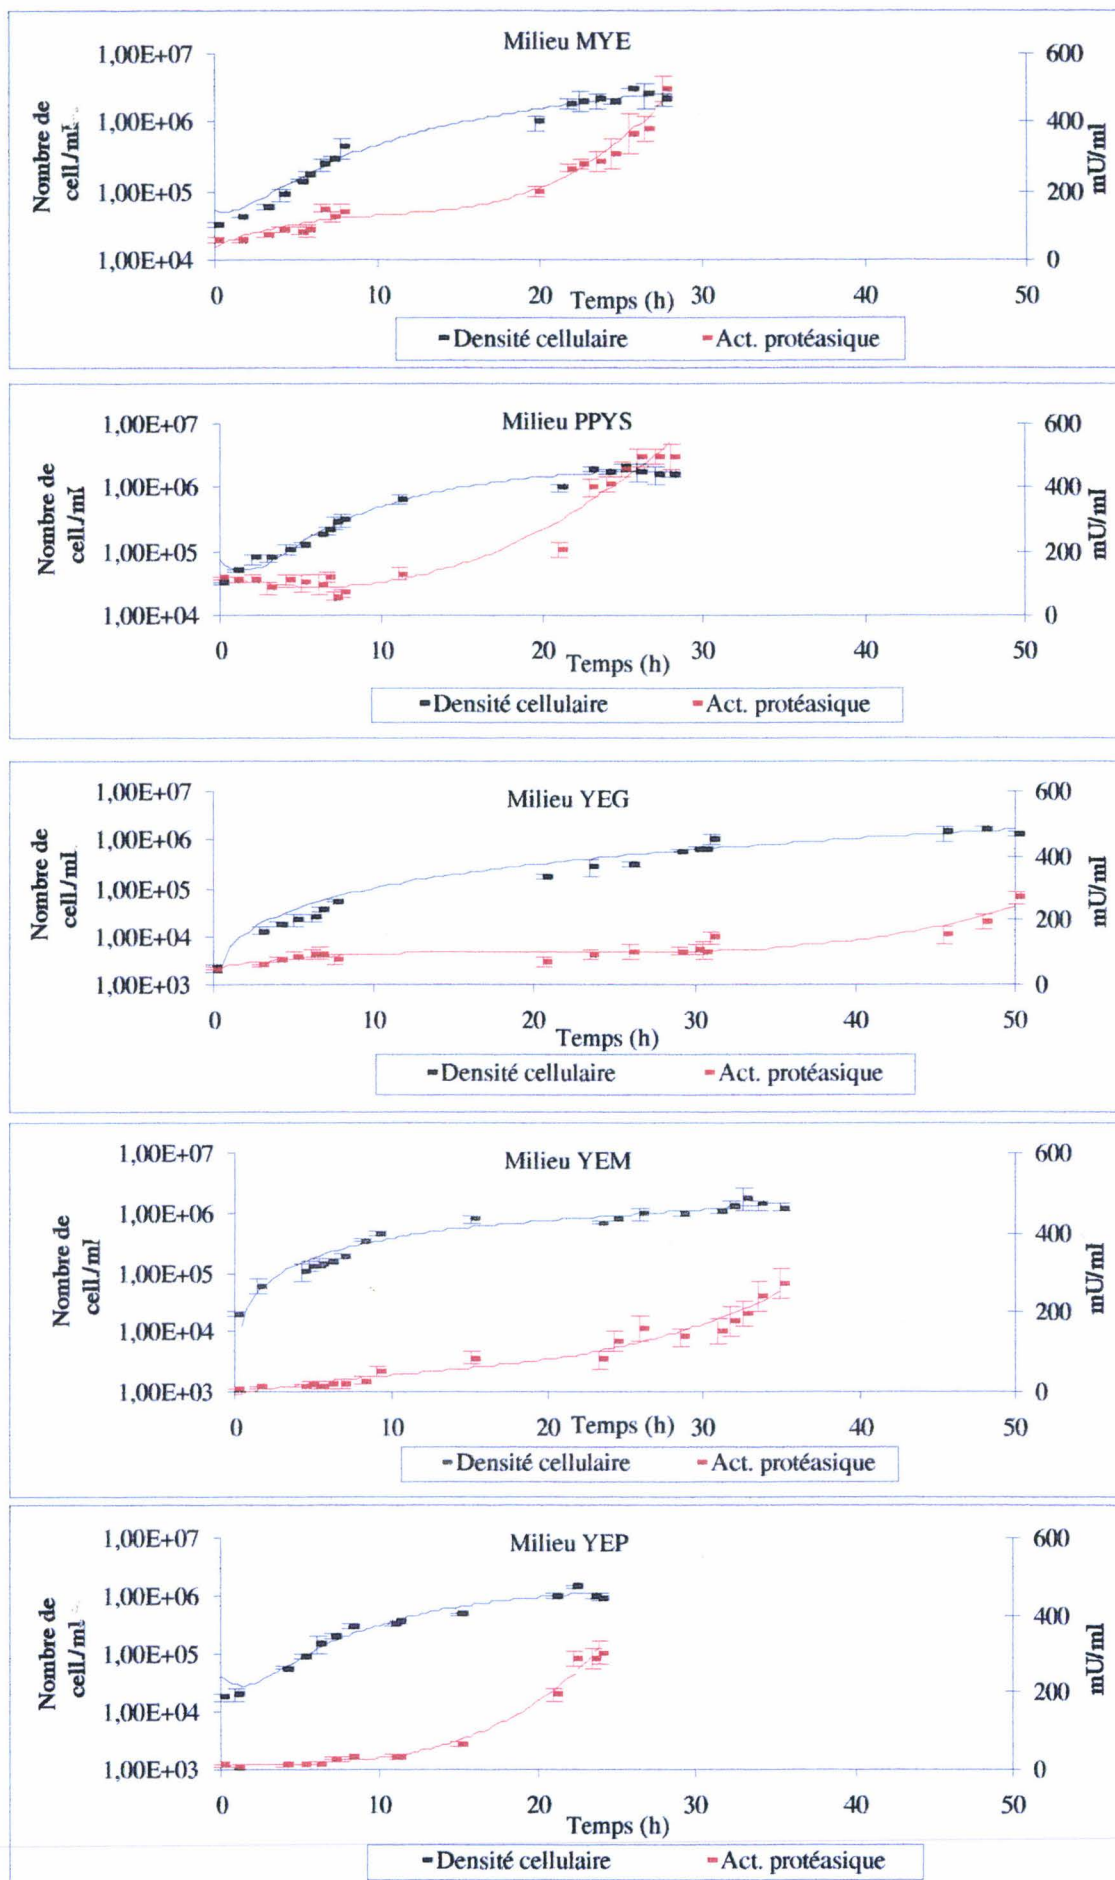 Milieu MYE
Nombre de
cell./ml
1,00E+07
1,00E+06
1,00E+05
1,00E+04
600
400
200
0
mU/ml
0 10 20 30 40 50
Temps (h)
Densité cellulaire Act. protéasique
Milieu PPYS
Nombre de
cell./ml
1,00E+07
1,00E+06
1,00E+05
1,00E+04
600
400
200
0
mU/ml
0 10 20 30 40 50
Temps (h)
Densité cellulaire Act. protéasique
Milieu YEG
Nombre de
cell./ml
1,00E+07
1,00E+06
1,00E+05
1,00E+04
1,00E+03
600
400
200
0
mU/ml
0 10 20 30 40 50
Temps (h)
Densité cellulaire Act. protéasique
Milieu YEM
Nombre de
cell./ml
1,00E+07
1,00E+06
1,00E+05
1,00E+04
1,00E+03
600
400
200
0
mU/ml
0 10 20 30 40 50
Temps (h)
Densité cellulaire Act. protéasique
Milieu YEP
Nombre de
cell./ml
1,00E+07
1,00E+06
1,00E+05
1,00E+04
1,00E+03
600
400
200
0
mU/ml
0 10 20 30 40 50
Temps (h)
Densité cellulaire Act. protéasique